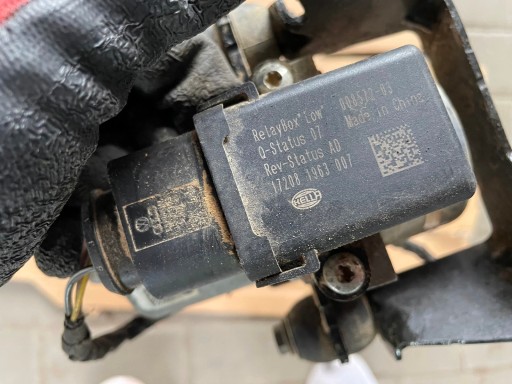 RelayBox"Low"
Q-Status 07
Rev-Status AD
17208 1963 007
Made in China
HELLA